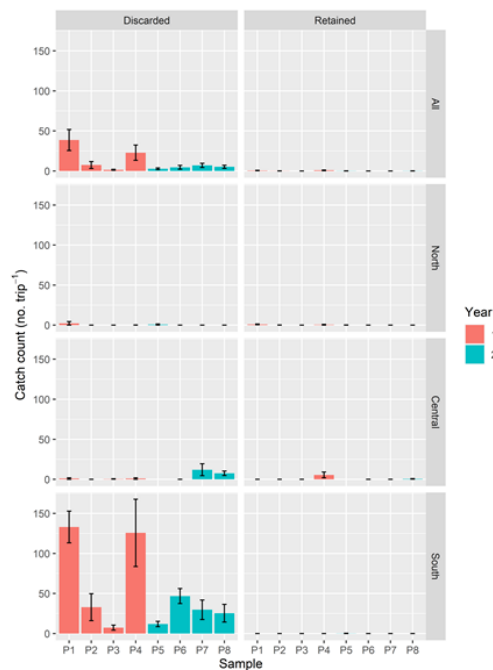 Discarded Retained
150
100
50
0
All
150
100
50
0
North
Catch count (no. trip⁻¹)
Year
150
100
50
0
Central
150
100
50
0
South
P1 P2 P3 P4 P5 P6 P7 P8 P1 P2 P3 P4 P5 P6 P7 P8
Sample